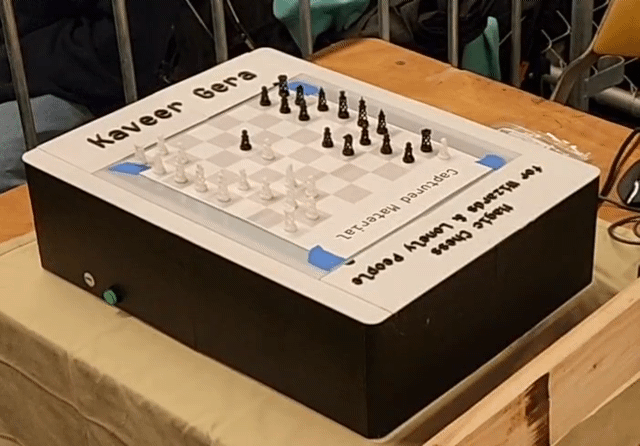 Kaveer Gera
Captured Material
Magic Chess
for Wizards & Lonely People